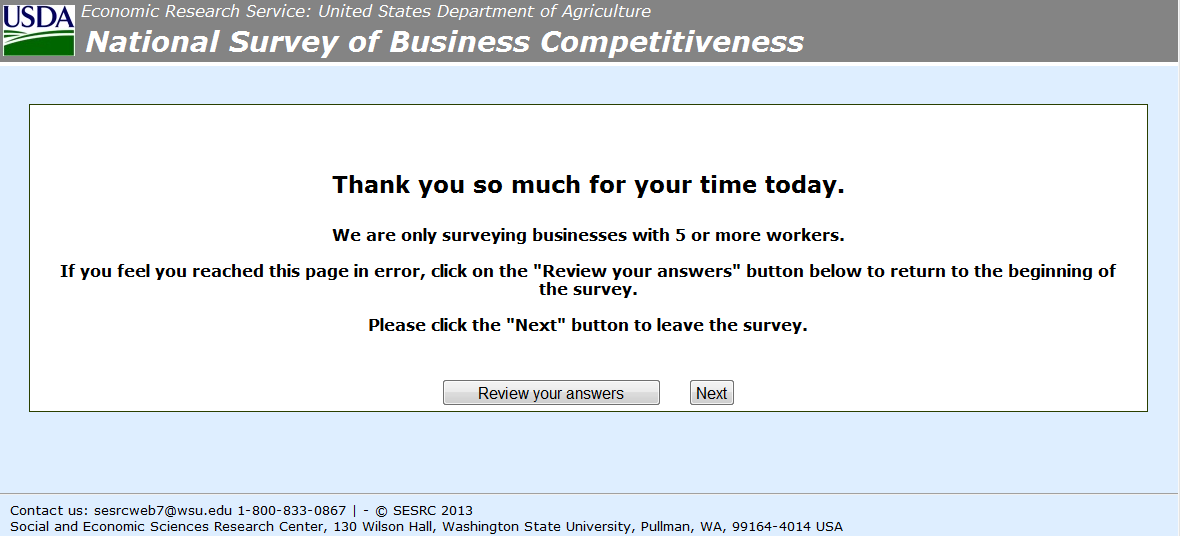 USDA
Economic Research Service: United States Department of Agriculture
National Survey of Business Competitiveness
Thank you so much for your time today.
We are only surveying businesses with 5 or more workers.
If you feel you reached this page in error, click on the "Review your answers" button below to return to the beginning of
the survey.
Please click the "Next" button to leave the survey.
Review your answers
Next
Contact us: sesrcweb7@wsu.edu 1-800-833-0867 | - © SESRC 2013
Social and Economic Sciences Research Center, 130 Wilson Hall, Washington State University, Pullman, WA, 99164-4014 USA